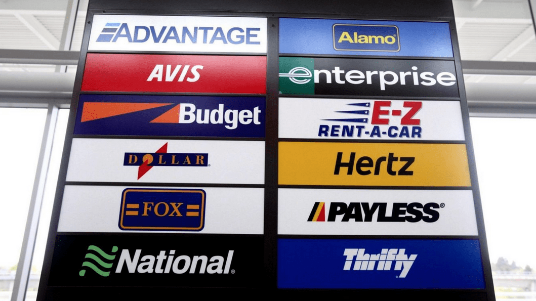 ADVANTAGE
AVIS
Budget
DOLLAR
FOX
National
Alamo
enterprise
E-Z
RENT-A-CAR
Hertz
PAYLESS
Thrifty